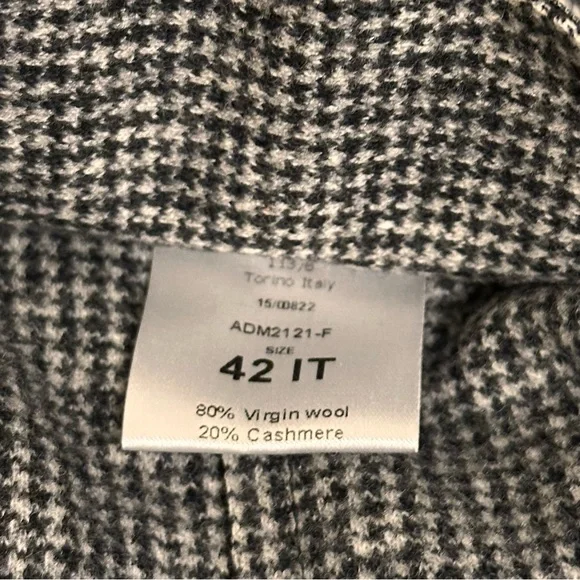 Torino Italy
15/00822
ADM2121-F
SIZE
42 IT
80% Virgin wool
20% Cashmere